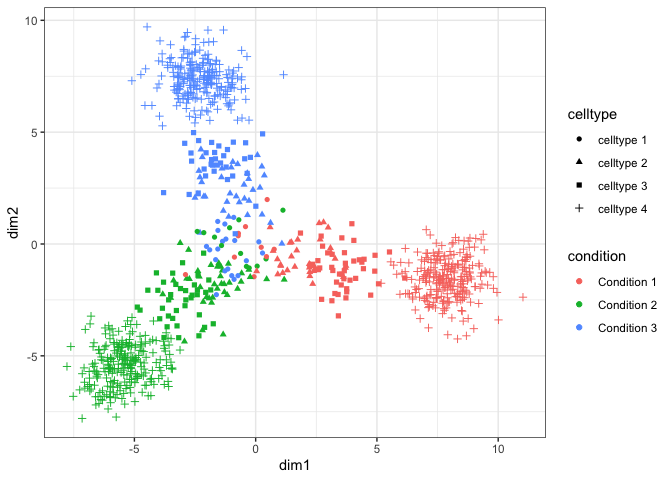 10
5
0
-5
-5
0
5
10
dim1
dim2
celltype
celltype 1
celltype 2
celltype 3
celltype 4
condition
Condition 1
Condition 2
Condition 3